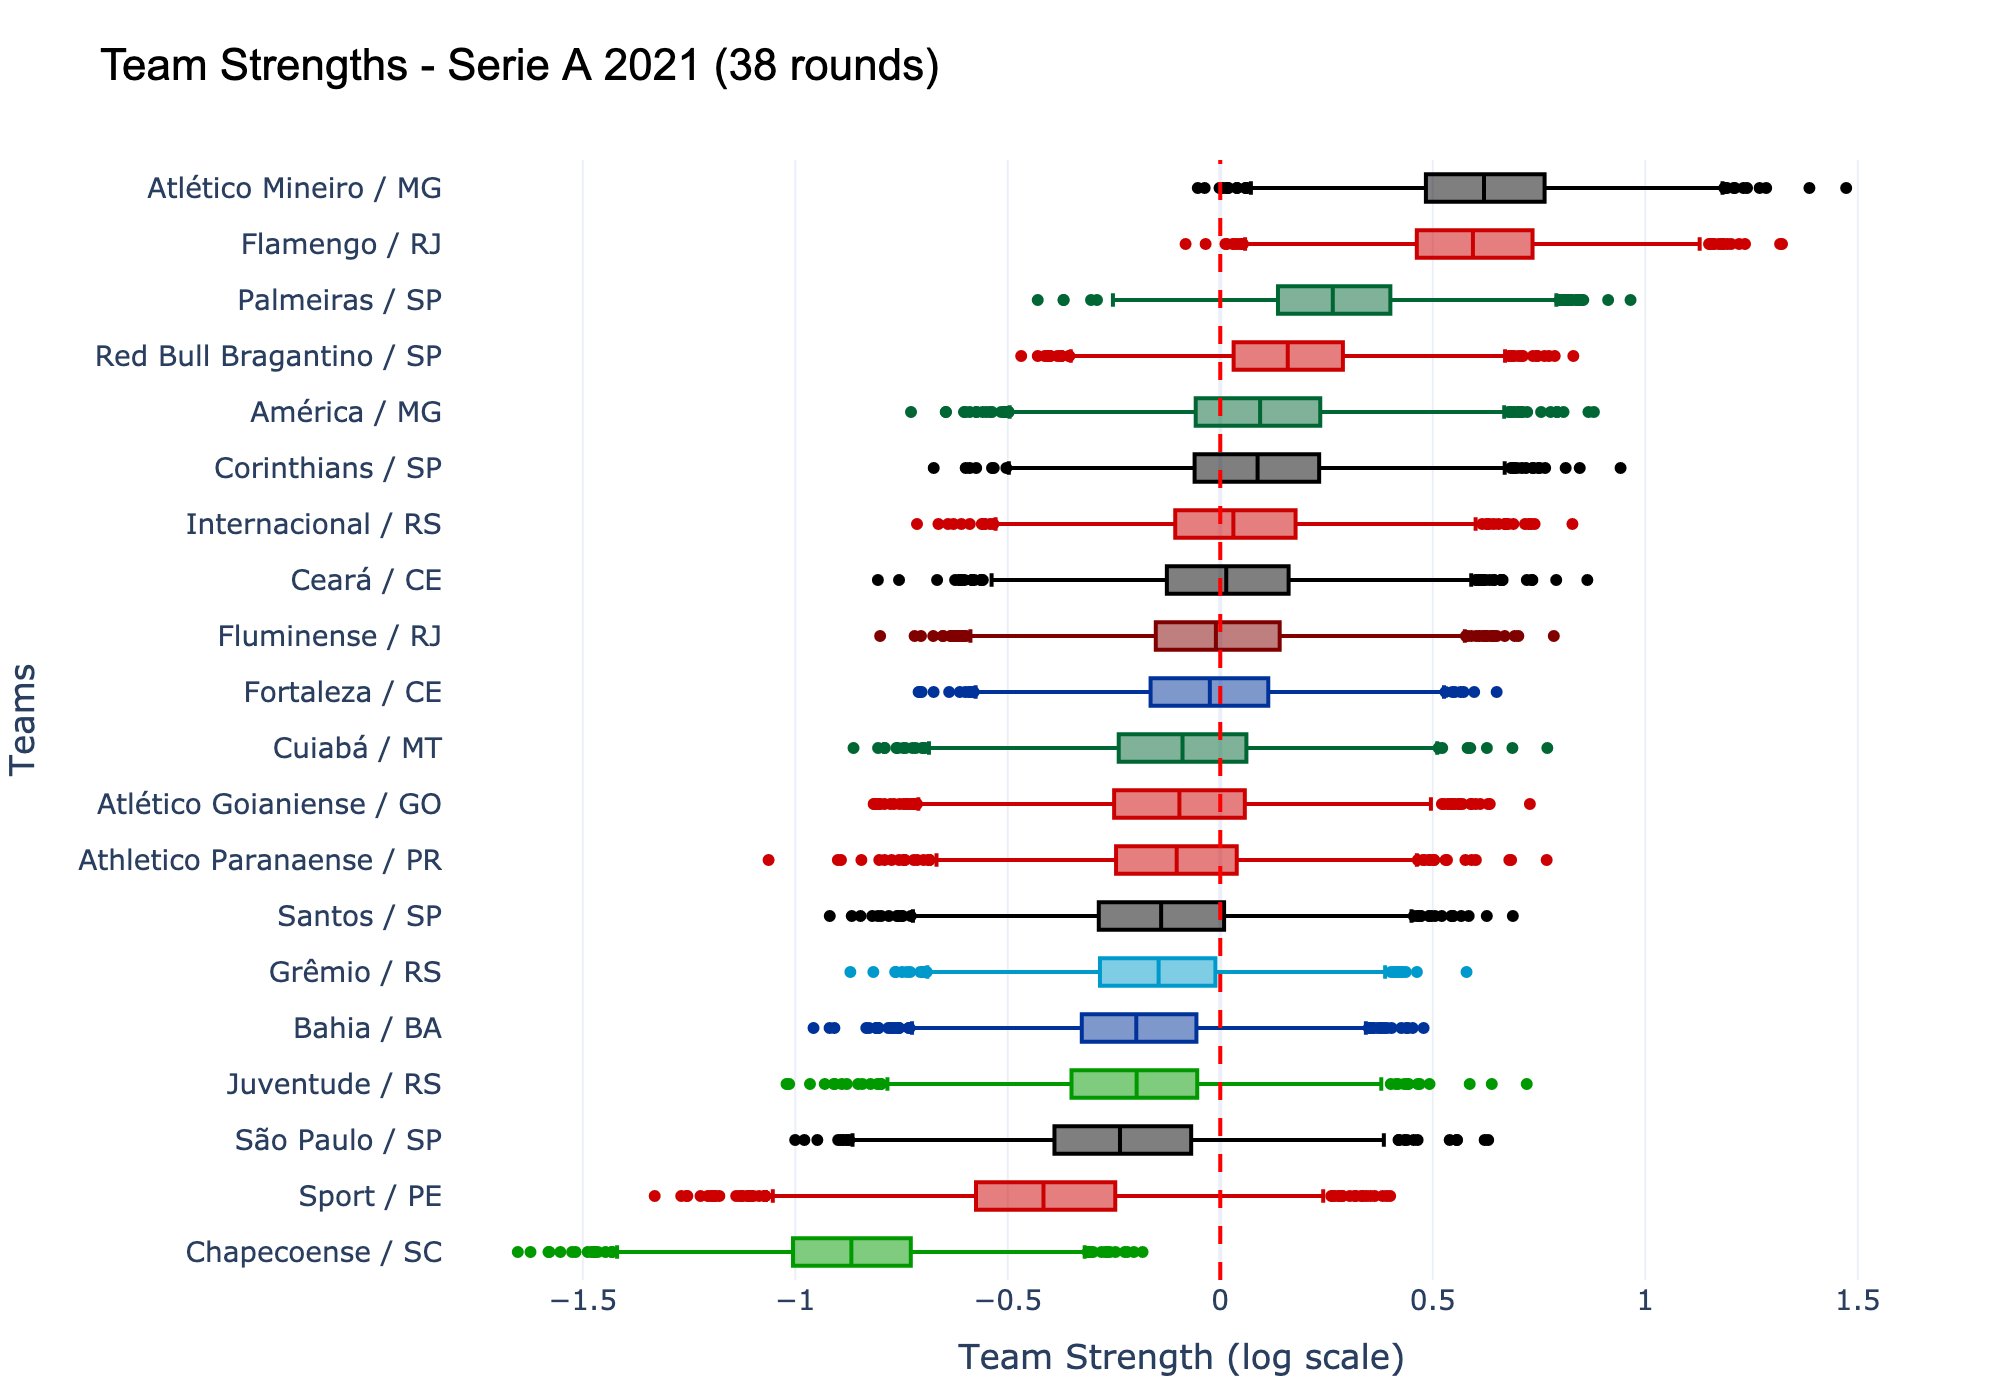 Team Strengths - Serie A 2021 (38 rounds)
Teams
Atlético Mineiro / MG
Flamengo / RJ
Palmeiras / SP
Red Bull Bragantino / SP
América / MG
Corinthians / SP
Internacional / RS
Ceará / CE
Fluminense / RJ
Fortaleza / CE
Cuiabá / MT
Atlético Goianiense / GO
Athletico Paranaense / PR
Santos / SP
Grêmio / RS
Bahia / BA
Juventude / RS
São Paulo / SP
Sport / PE
Chapecoense / SC
−1.5 −1 −0.5 0 0.5 1 1.5
Team Strength (log scale)